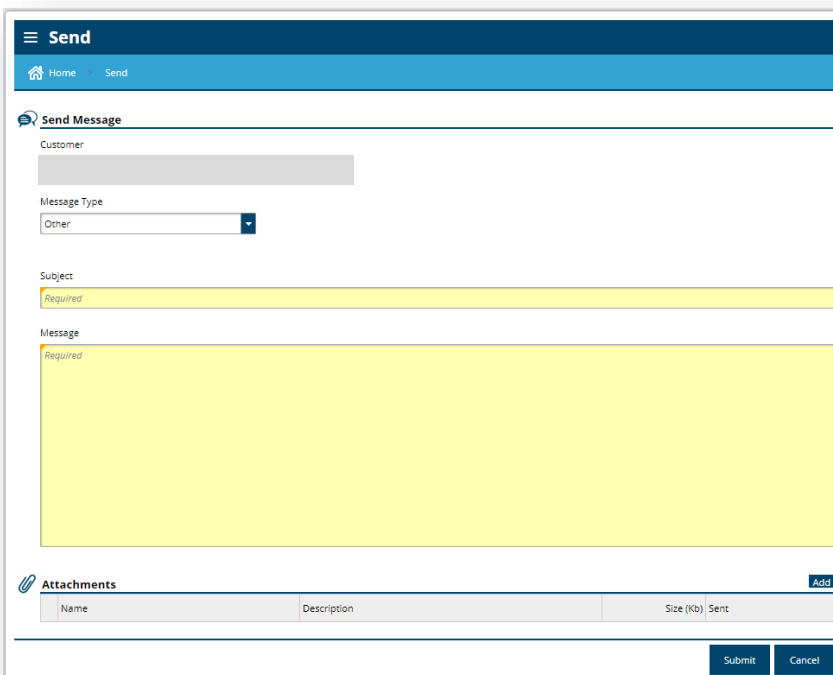 Send
Home Send
Send Message
Customer
Message Type
Other
Subject
Required
Message
Required
Attachments Add
Name Description Size (Kb) Sent
Submit Cancel